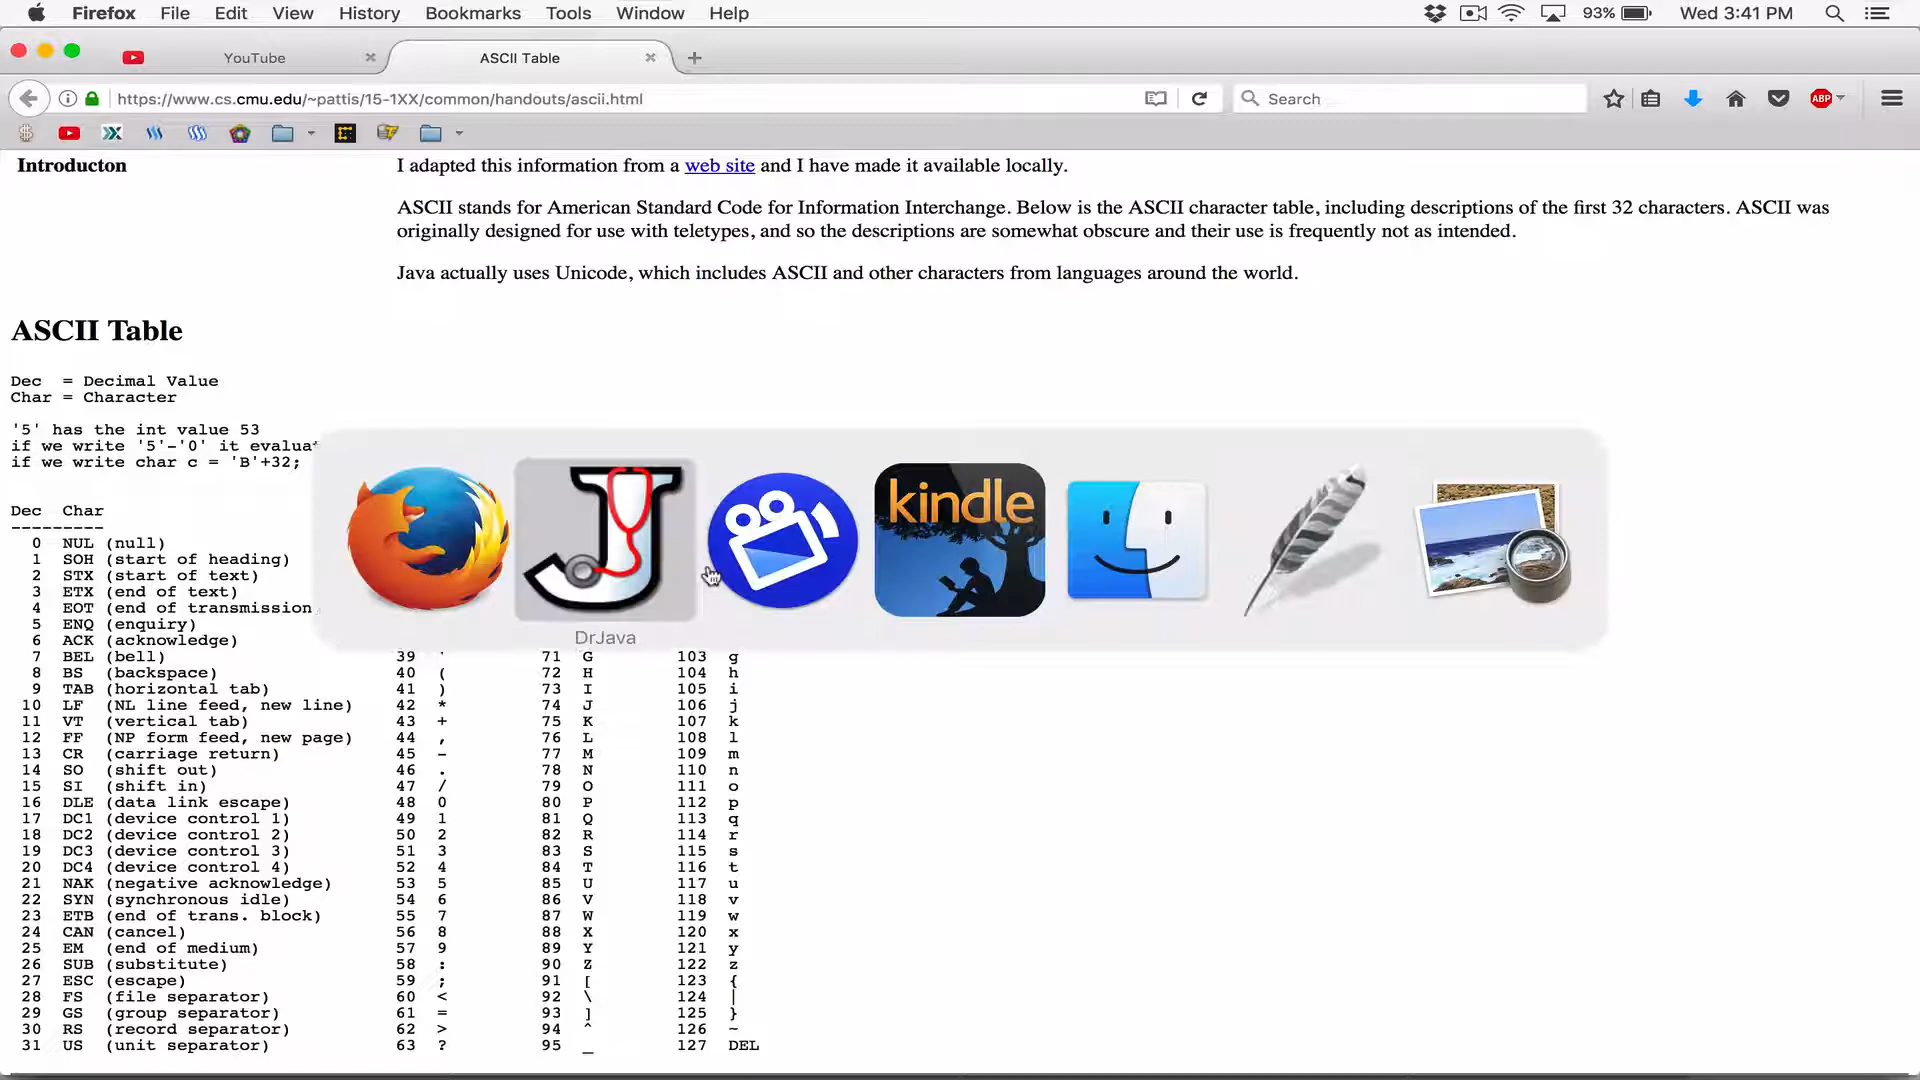 Firefox File Edit View History Bookmarks Tools Window Help 93% Wed 3:41 PM
YouTube ASCII Table
https://www.cs.cmu.edu/~pattis/15-1XX/common/handouts/ascii.html Search ABP
Introducton I adapted this information from a web site and I have made it available locally.
ASCII stands for American Standard Code for Information Interchange. Below is the ASCII character table, including descriptions of the first 32 characters. ASCII was
originally designed for use with teletypes, and so the descriptions are somewhat obscure and their use is frequently not as intended.
Java actually uses Unicode, which includes ASCII and other characters from languages around the world.
ASCII Table
Dec = Decimal Value
Char = Character
'5' has the int value 53
if we write '5'-'0' it
if we write char c = 'B'+32;
kindle
DrJava
Dec Char
---------
0 NUL (null)
1 SOH (start of heading)
2 STX (start of text)
3 ETX (end of text)
4 EOT (end of transmission
5 ENQ (enquiry)
6 ACK (acknowledge)
7 BEL (bell) 39 ' 71 G 103 g
8 BS (backspace) 40 ( 72 H 104 h
9 TAB (horizontal tab) 41 ) 73 I 105 i
10 LF (NL line feed, new line) 42 * 74 J 106 j
11 VT (vertical tab) 43 + 75 K 107 k
12 FF (NP form feed, new page) 44 , 76 L 108 l
13 CR (carriage return) 45 - 77 M 109 m
14 SO (shift out) 46 . 78 N 110 n
15 SI (shift in) 47 / 79 O 111 o
16 DLE (data link escape) 48 0 80 P 112 p
17 DC1 (device control 1) 49 1 81 Q 113 q
18 DC2 (device control 2) 50 2 82 R 114 r
19 DC3 (device control 3) 51 3 83 S 115 s
20 DC4 (device control 4) 52 4 84 T 116 t
21 NAK (negative acknowledge) 53 5 85 U 117 u
22 SYN (synchronous idle) 54 6 86 V 118 v
23 ETB (end of trans. block) 55 7 87 W 119 w
24 CAN (cancel) 56 8 88 X 120 x
25 EM (end of medium) 57 9 89 Y 121 y
26 SUB (substitute) 58 : 90 Z 122 z
27 ESC (escape) 59 ; 91 [ 123 {
28 FS (file separator) 60 < 92 \ 124 |
29 GS (group separator) 61 = 93 ] 125 }
30 RS (record separator) 62 > 94 ^ 126 ~
31 US (unit separator) 63 ? 95 _ 127 DEL